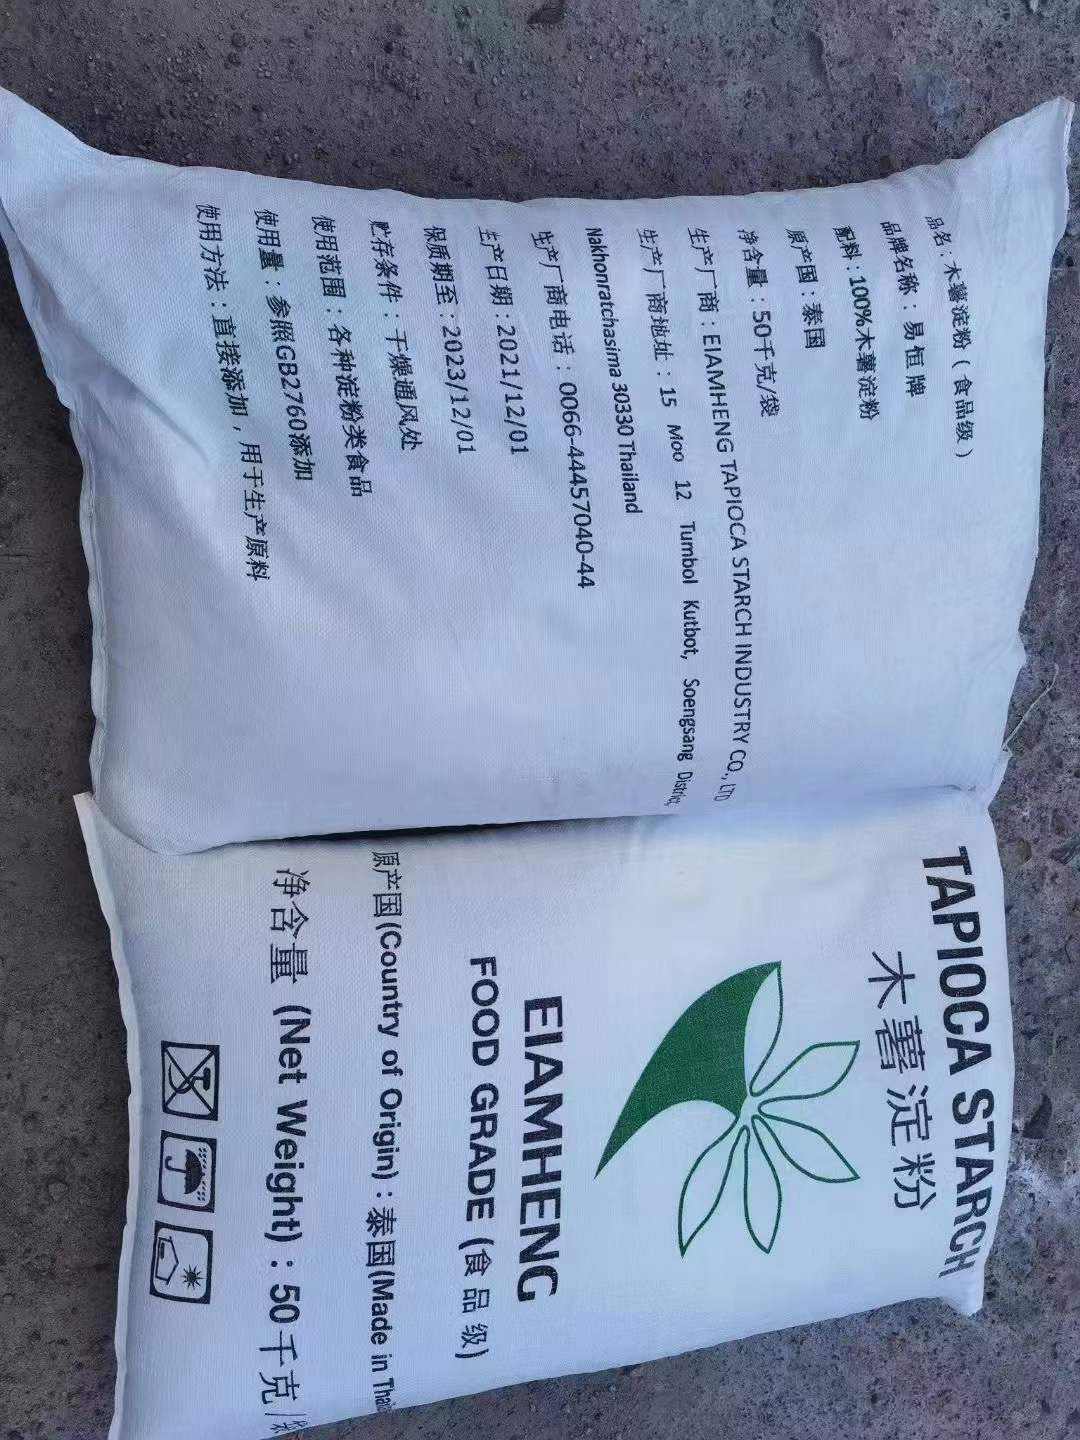 品名：木薯淀粉（食品级）
品牌名称：易恒牌
配料：100%木薯淀粉
原产国：泰国
净含量：50千克/袋
生产厂商：EIAMHENG TAPIOCA STARCH INDUSTRY CO., LTD
生产厂商地址：15 Moo 12 Tumbol Kutbot, Soengsang District,
Nakhonratchasima 30330 Thailand
生产厂商电话：0066-44457040-44
生产日期：2021/12/01
保质期至：2023/12/01
贮存条件：干燥通风处
使用范围：各种淀粉类食品
使用量：参照GB2760添加
使用方法：直接添加，用于生产原料
TAPIOCA STARCH
木薯淀粉
EIAMHENG
FOOD GRADE (食品级)
原产国(Country of Origin)：泰国(Made in
净含量 (Net Weight)：50千克/袋